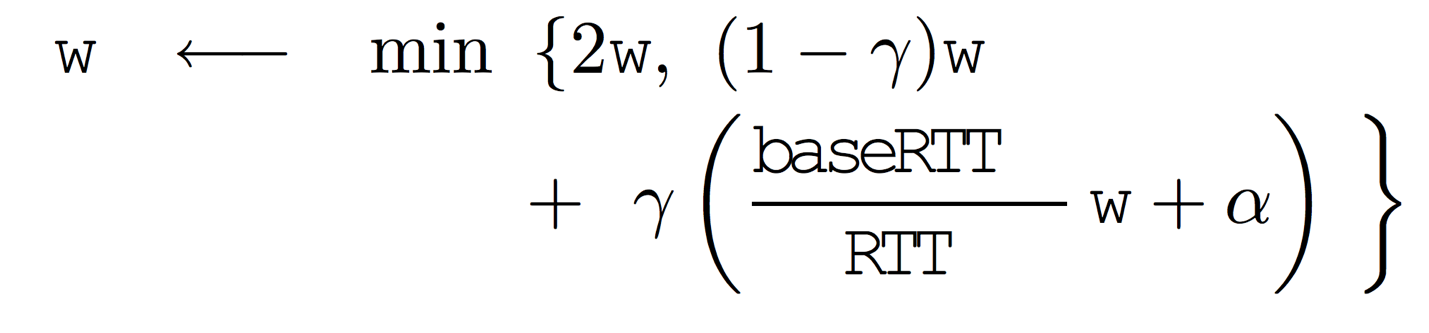 w ⟵ min {2w, (1 − γ)w
+ γ( baseRTT / RTT w + α ) }